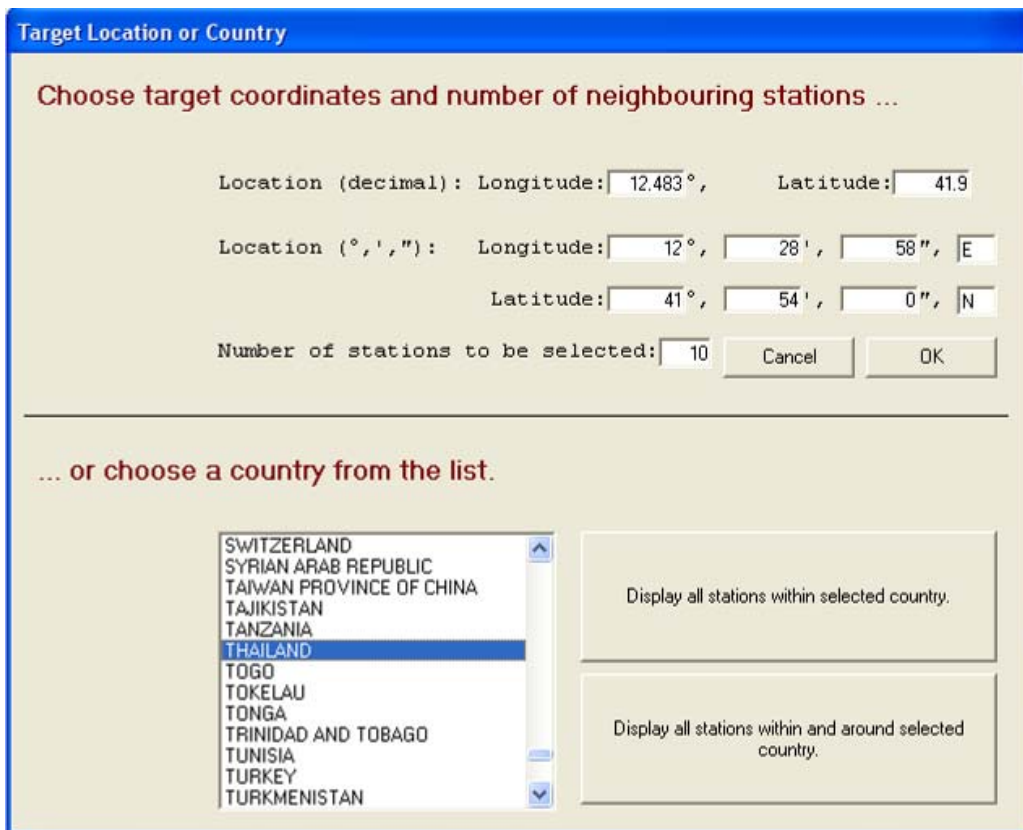 Target Location or Country
Choose target coordinates and number of neighbouring stations ...
Location (decimal): Longitude: 12.483°, Latitude: 41.9
Location (°,',"): Longitude: 12°, 28', 58", E
Latitude: 41°, 54', 0", N
Number of stations to be selected: 10 Cancel OK
... or choose a country from the list.
SWITZERLAND
SYRIAN ARAB REPUBLIC
TAIWAN PROVINCE OF CHINA
TAJIKISTAN
TANZANIA
THAILAND
TOGO
TOKELAU
TONGA
TRINIDAD AND TOBAGO
TUNISIA
TURKEY
TURKMENISTAN
Display all stations within selected country.
Display all stations within and around selected
country.